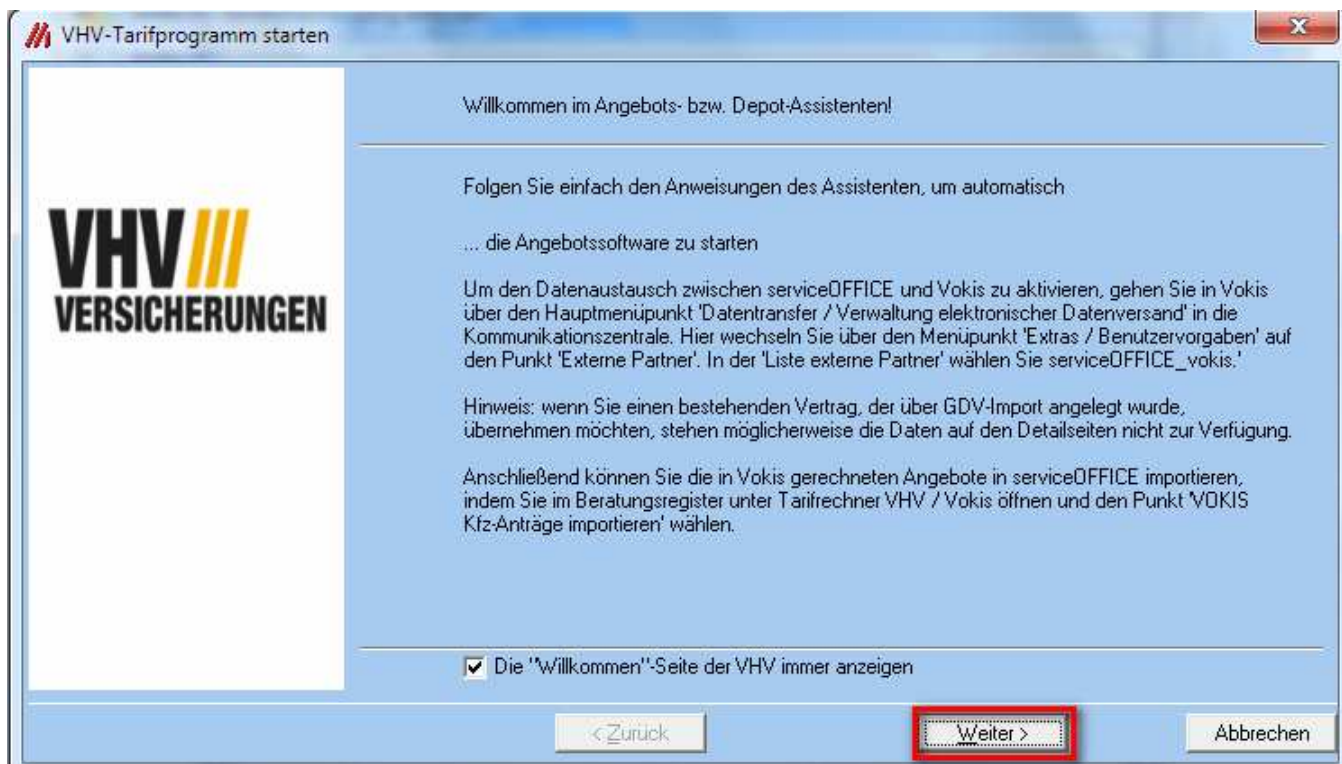 VHV-Tarifprogramm starten
x
Willkommen im Angebots- bzw. Depot-Assistenten!
VHV
VERSICHERUNGEN
Folgen Sie einfach den Anweisungen des Assistenten, um automatisch
... die Angebotssoftware zu starten
Um den Datenaustausch zwischen serviceOFFICE und Vokis zu aktivieren, gehen Sie in Vokis
über den Hauptmenüpunkt 'Datentransfer / Verwaltung elektronischer Datenversand' in die
Kommunikationszentrale. Hier wechseln Sie über den Menüpunkt 'Extras / Benutzervorgaben' auf
den Punkt 'Externe Partner'. In der 'Liste externe Partner' wählen Sie serviceOFFICE_vokis.'
Hinweis: wenn Sie einen bestehenden Vertrag, der über GDV-Import angelegt wurde,
übernehmen möchten, stehen möglicherweise die Daten auf den Detailseiten nicht zur Verfügung.
Anschließend können Sie die in Vokis gerechneten Angebote in serviceOFFICE importieren,
indem Sie im Beratungsregister unter Tarifrechner VHV / Vokis öffnen und den Punkt 'VOKIS
Kfz-Anträge importieren' wählen.
Die "Willkommen"-Seite der VHV immer anzeigen
< Zurück
Weiter >
Abbrechen